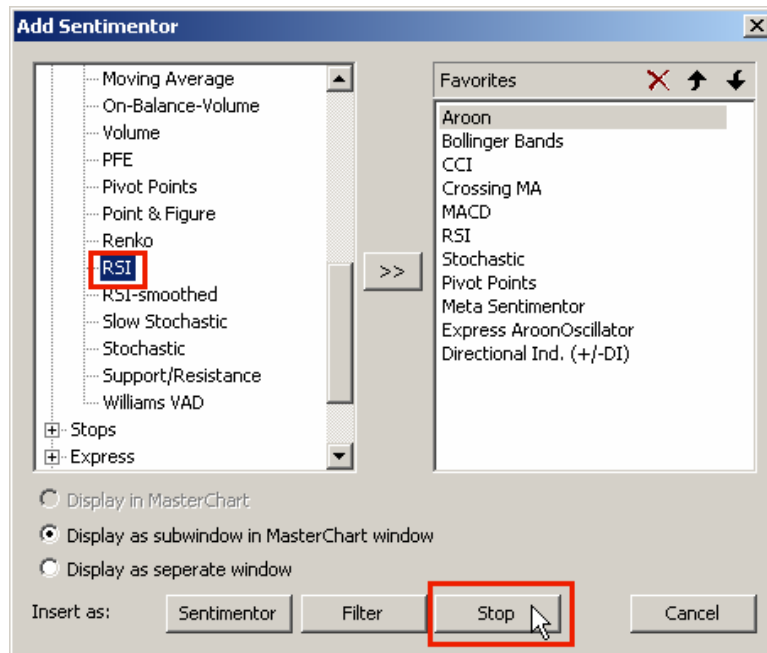 Add Sentimentor
Moving Average
On-Balance-Volume
Volume
PFE
Pivot Points
Point & Figure
Renko
RSI
RSI-smoothed
Slow Stochastic
Stochastic
Support/Resistance
Williams VAD
Stops
Express
>>
Favorites
Aroon
Bollinger Bands
CCI
Crossing MA
MACD
RSI
Stochastic
Pivot Points
Meta Sentimentor
Express AroonOscillator
Directional Ind. (+/-DI)
Display in MasterChart
Display as subwindow in MasterChart window
Display as seperate window
Insert as: Sentimentor Filter Stop Cancel